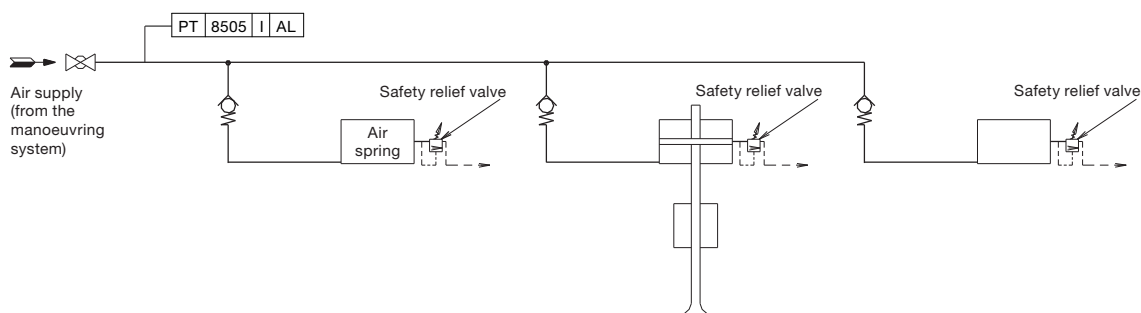 PT 8505 I AL
Air supply
(from the
manoeuvring
system)
Safety relief valve
Safety relief valve
Safety relief valve
Air
spring